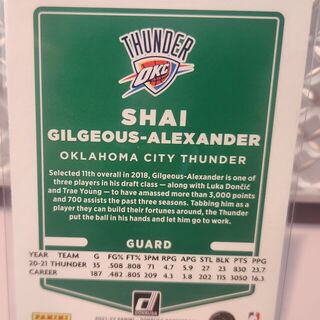 THUNDER
OKC
SHAI
GILGEOUS-ALEXANDER
OKLAHOMA CITY THUNDER
Selected 11th overall in 2018, Gilgeous-Alexander is one of
three players in his draft class — along with Luka Dončić
and Trae Young — to have amassed more than 3,000 points
and 700 assists the past three seasons. Tabbing him as a
player they can build their fortunes around, the Thunder
put the ball in his hands and let him go to work.
GUARD
YEAR TEAM G FG% FT% 3PM RPG APG STL BLK PTS PPG
20-21 THUNDER 35 .508 .808 71 4.7 5.9 27 23 830 23.7
CAREER 187 .482 .805 209 4.1 4.3 202 115 3050 16.3
PANINI
DONRUSS